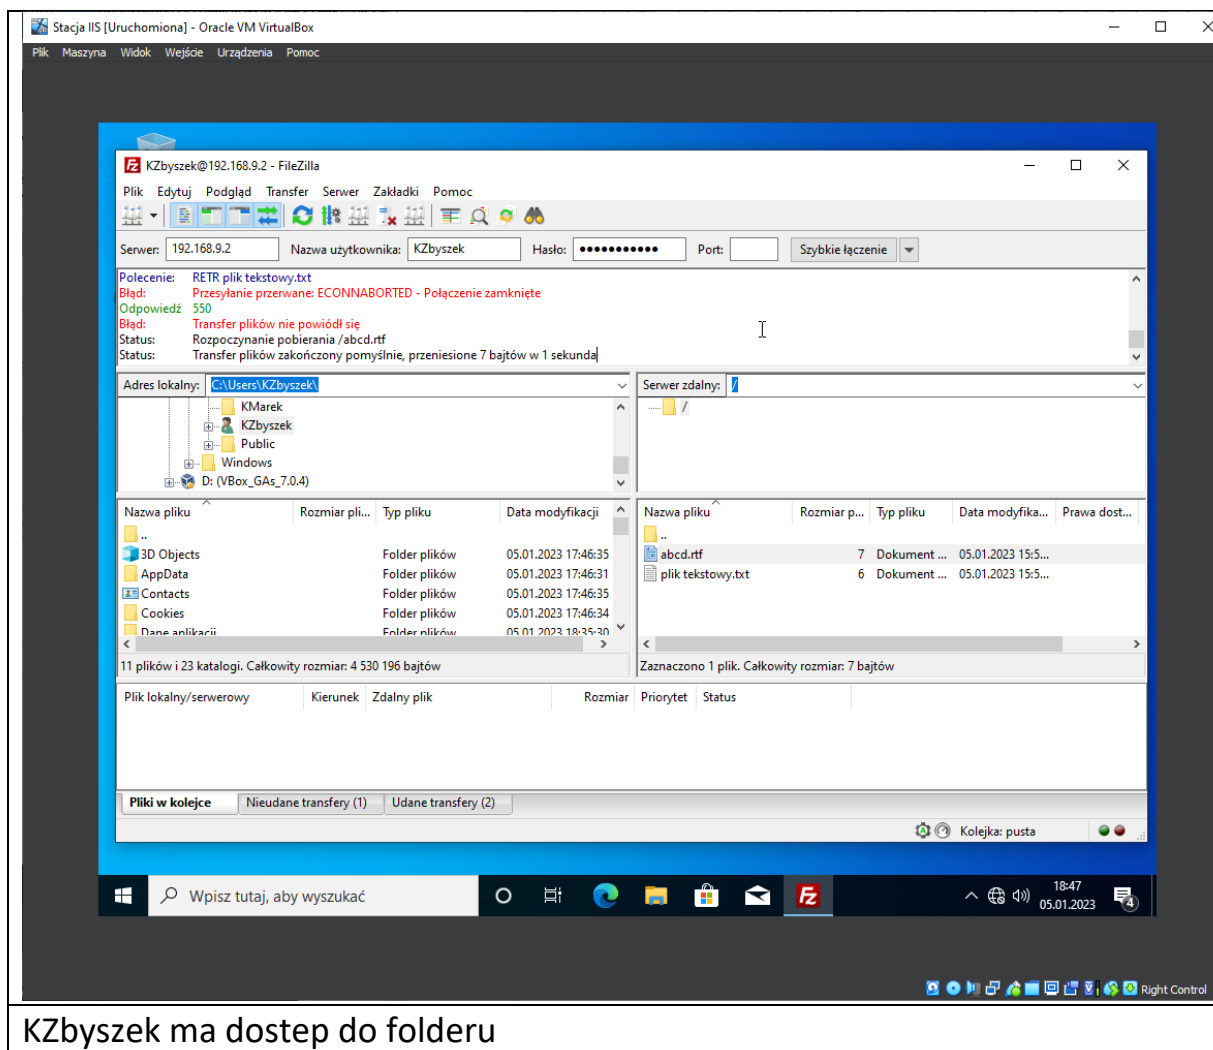 Stacja IIS [Uruchomiona] - Oracle VM VirtualBox
Plik Maszyna Widok Wejście Urządzenia Pomoc
KZbyszek@192.168.9.2 - FileZilla
Plik Edytuj Podgląd Transfer Serwer Zakładki Pomoc
Serwer: 192.168.9.2 Nazwa użytkownika: KZbyszek Hasło: ●●●●●●●●●●● Port: Szybkie łączenie
Polecenie: RETR plik tekstowy.txt
Błąd: Przesyłanie przerwane: ECONNABORTED - Połączenie zamknięte
Odpowiedź 550
Błąd: Transfer plików nie powiódł się
Status: Rozpoczynanie pobierania /abcd.rtf
Status: Transfer plików zakończony pomyślnie, przeniesione 7 bajtów w 1 sekunda
Adres lokalny: C:\Users\KZbyszek\ Serwer zdalny: /
KMarek /
KZbyszek
Public
Windows
D: (VBox_GAs_7.0.4)
Nazwa pliku Rozmiar pli... Typ pliku Data modyfikacji Nazwa pliku Rozmiar p... Typ pliku Data modyfika... Prawa dost...
.. ..
3D Objects Folder plików 05.01.2023 17:46:35 abcd.rtf 7 Dokument ... 05.01.2023 15:5...
AppData Folder plików 05.01.2023 17:46:31 plik tekstowy.txt 6 Dokument ... 05.01.2023 15:5...
Contacts Folder plików 05.01.2023 17:46:35
Cookies Folder plików 05.01.2023 17:46:34
Dane aplikacji Folder plików 05.01.2023 18:35:30
11 plików i 23 katalogi. Całkowity rozmiar: 4 530 196 bajtów Zaznaczono 1 plik. Całkowity rozmiar: 7 bajtów
Plik lokalny/serwerowy Kierunek Zdalny plik Rozmiar Priorytet Status
Pliki w kolejce Nieudane transfery (1) Udane transfery (2)
Kolejka: pusta
Wpisz tutaj, aby wyszukać
18:47
05.01.2023
4
Right Control
KZbyszek ma dostep do folderu